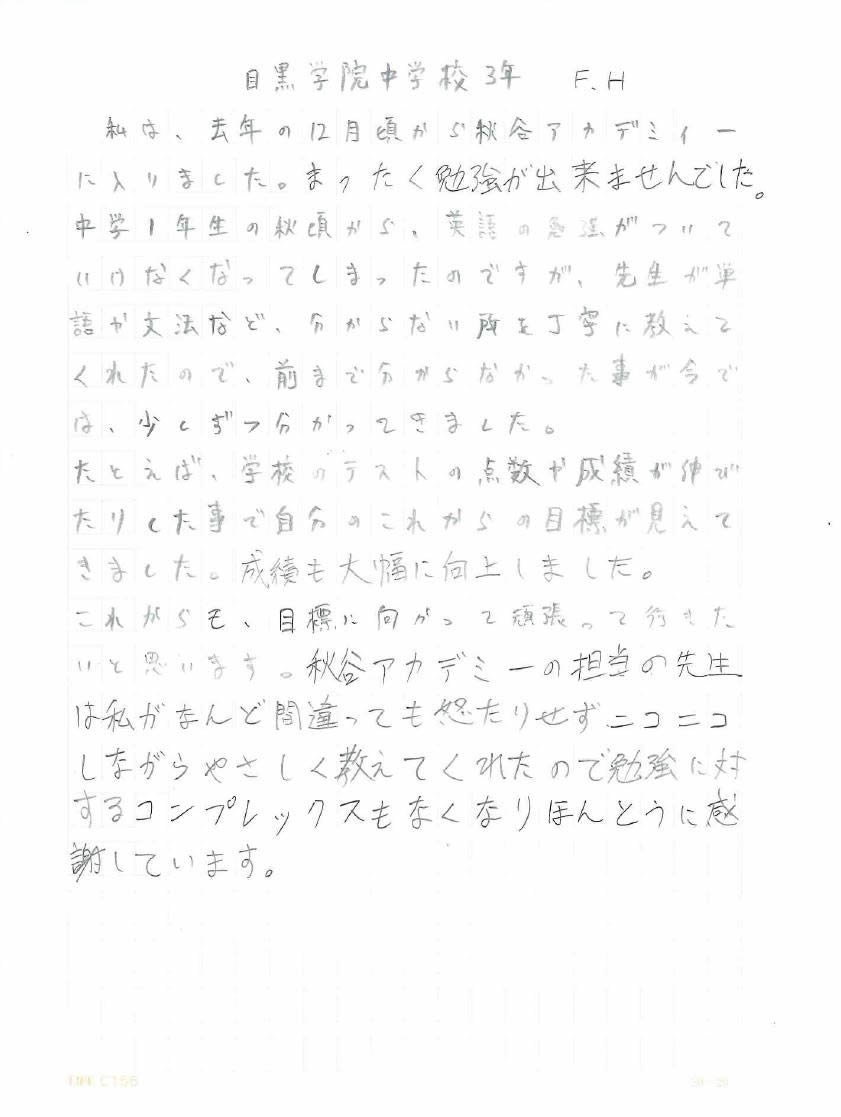 目黒学院中学校3年 F.H
私は、去年の12月頃から秋谷アカデミィー
に入りました。まったく勉強が出来ませんでした。
中学1年生の秋頃から、英語の勉強がついて
いけなくなってしまったのですが、先生が単
語や文法など、分からない所を丁寧に教えて
くれたので、前まで分からなかった事が今で
は、少しずつ分かってきました。
たとえば、学校のテストの点数や成績が伸び
たりした事で自分のこれからの目標が見えて
きました。成績も大幅に向上しました。
これからも、目標に向かって頑張って行きた
いと思います。秋谷アカデミーの担当の先生
は私がなんど間違っても怒たりせずニコニコ
しながらやさしく教えてくれたので勉強に対
するコンプレックスもなくなりほんとうに感
謝しています。
LIFE C155
20×20